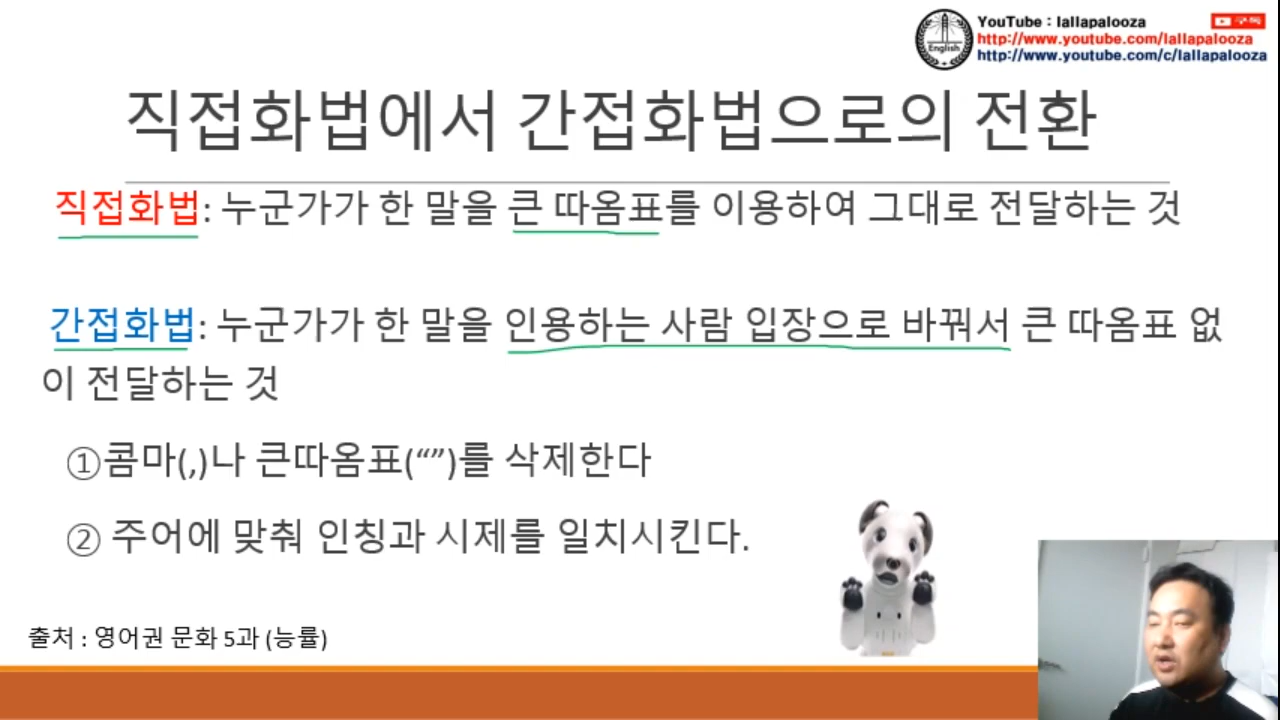 YouTube : lallapalooza
구독
http://www.youtube.com/lallapalooza
http://www.youtube.com/c/lallapalooza
English
직접화법에서 간접화법으로의 전환
직접화법: 누군가가 한 말을 큰 따옴표를 이용하여 그대로 전달하는 것
간접화법: 누군가가 한 말을 인용하는 사람 입장으로 바꿔서 큰 따옴표 없
이 전달하는 것
①콤마(,)나 큰따옴표(“”)를 삭제한다
② 주어에 맞춰 인칭과 시제를 일치시킨다.
출처 : 영어권 문화 5과 (능률)